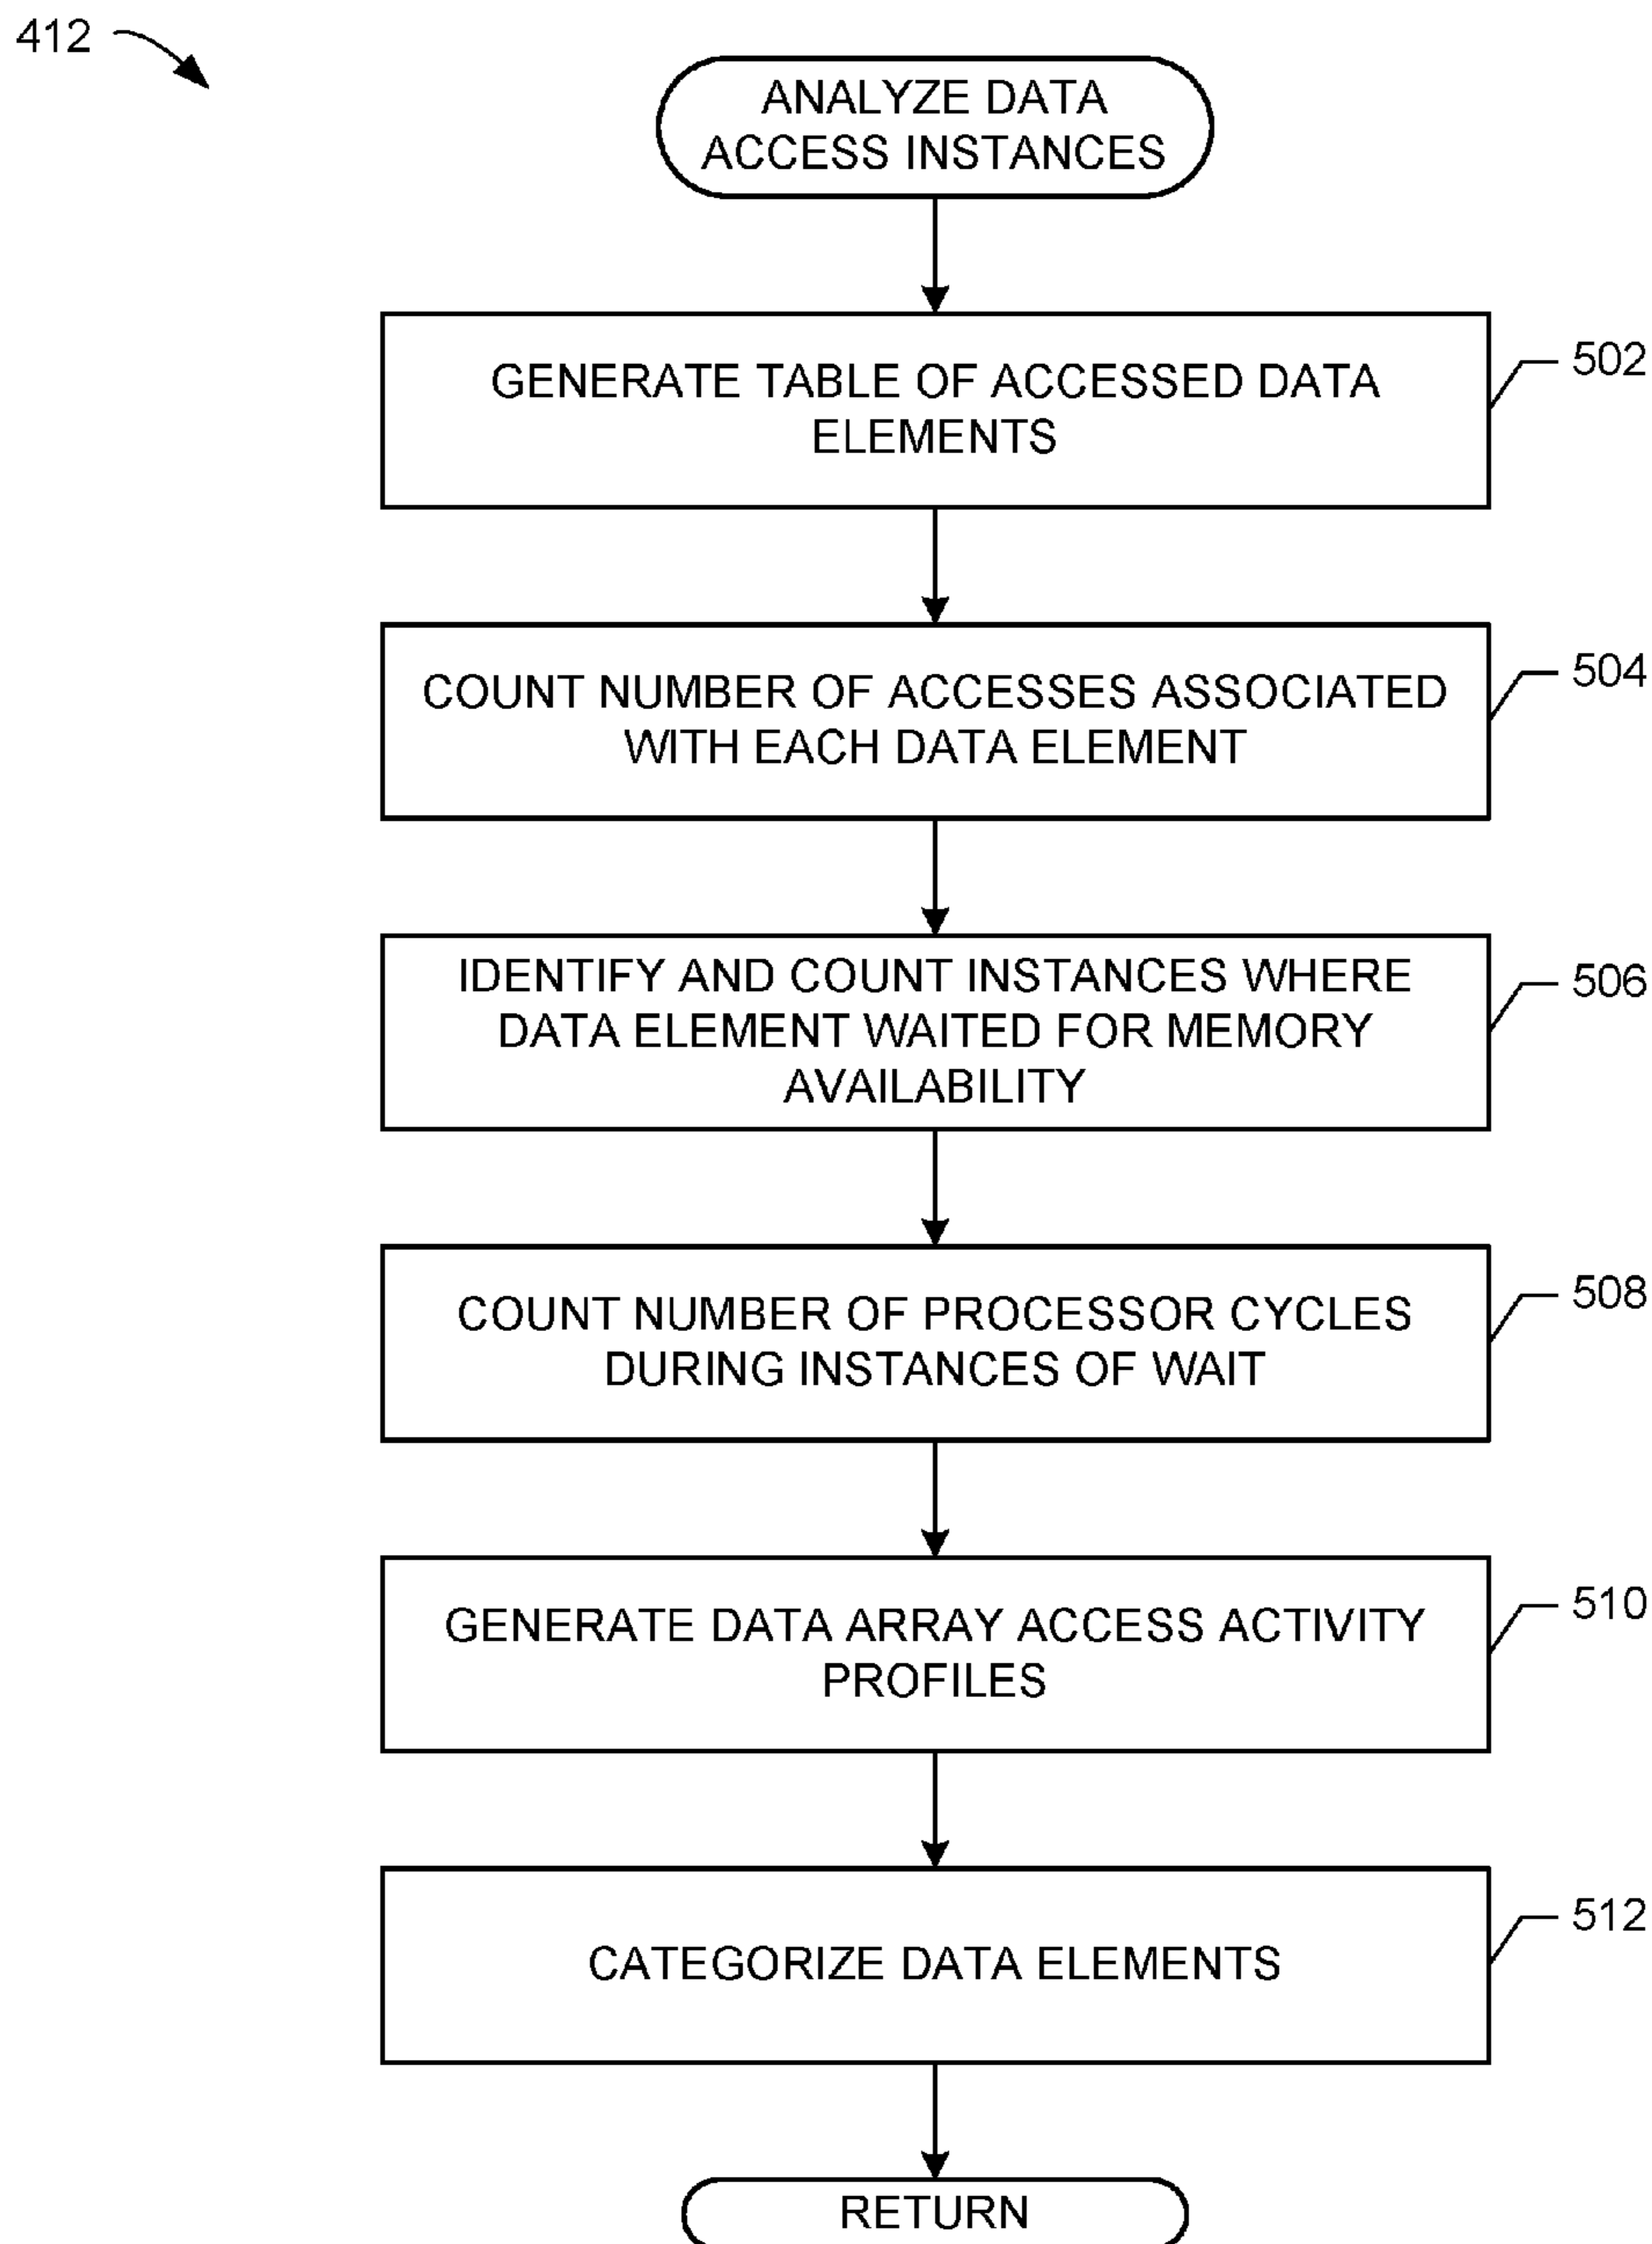 412
ANALYZE DATA
ACCESS INSTANCES
GENERATE TABLE OF ACCESSED DATA
ELEMENTS
502
COUNT NUMBER OF ACCESSES ASSOCIATED
WITH EACH DATA ELEMENT
504
IDENTIFY AND COUNT INSTANCES WHERE
DATA ELEMENT WAITED FOR MEMORY
AVAILABILITY
506
COUNT NUMBER OF PROCESSOR CYCLES
DURING INSTANCES OF WAIT
508
GENERATE DATA ARRAY ACCESS ACTIVITY
PROFILES
510
CATEGORIZE DATA ELEMENTS
512
RETURN